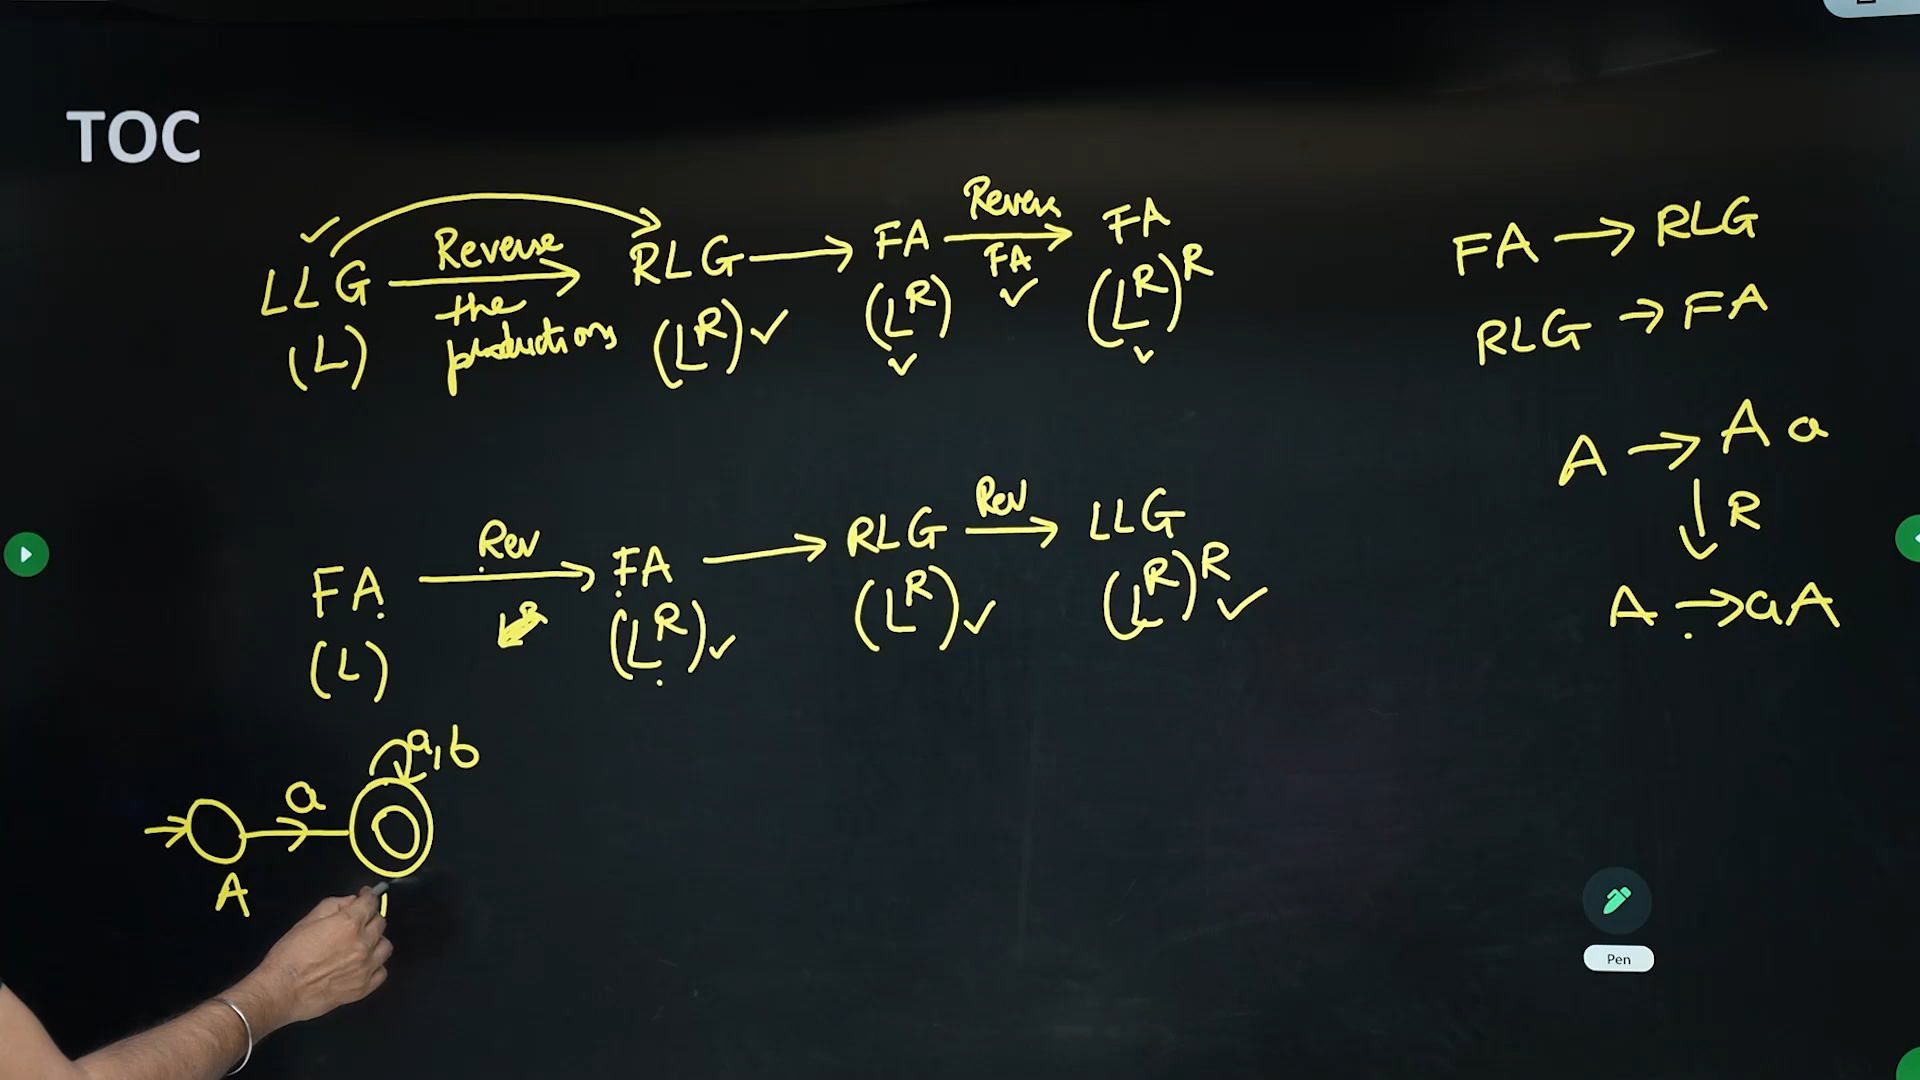 TOC
LLG Reverse the productions RLG → FA Revers FA FA
(L) (L^R) ✓ (L^R) (L^R)^R
FA → RLG
RLG → FA
A → A a
↓ R
A → aA
FA Rev FA → RLG Rev LLG
(L) (L^R) ✓ (L^R) ✓ (L^R)^R ✓
a a,b
A
Pen